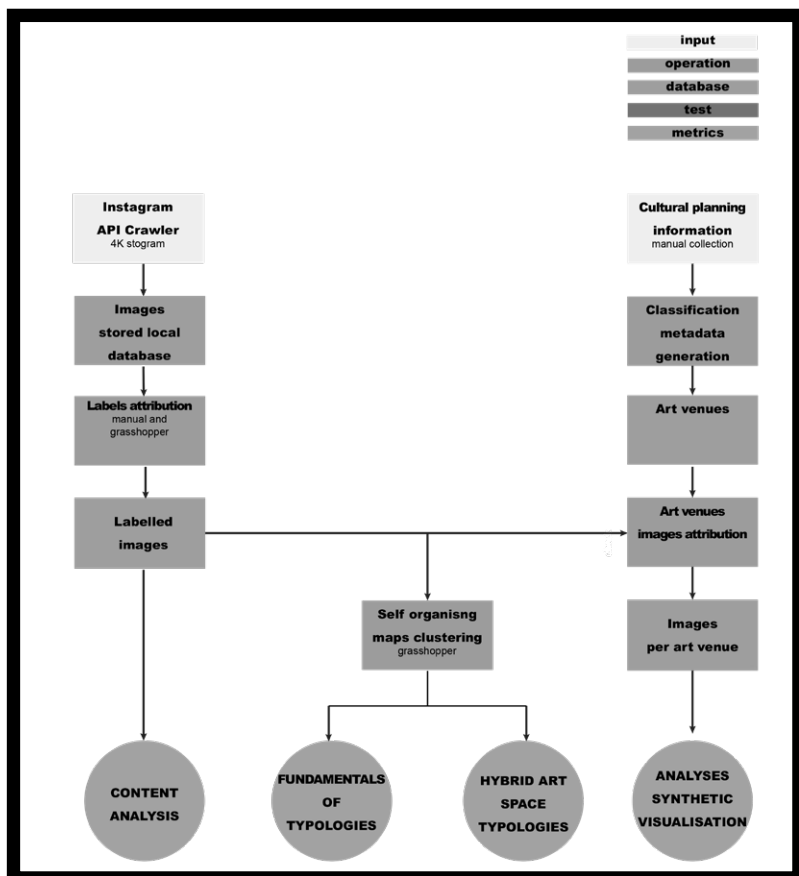 input
operation
database
test
metrics
Instagram
API Crawler
4K stogram
Cultural planning
information
manual collection
Images
stored local
database
Classification
metadata
generation
Labels attribution
manual and
grasshopper
Art venues
Labelled
images
Art venues
images attribution
Self organisng
maps clustering
grasshopper
Images
per art venue
CONTENT
ANALYSIS
FUNDAMENTALS
OF
TYPOLOGIES
HYBRID ART
SPACE
TYPOLOGIES
ANALYSES
SYNTHETIC
VISUALISATION